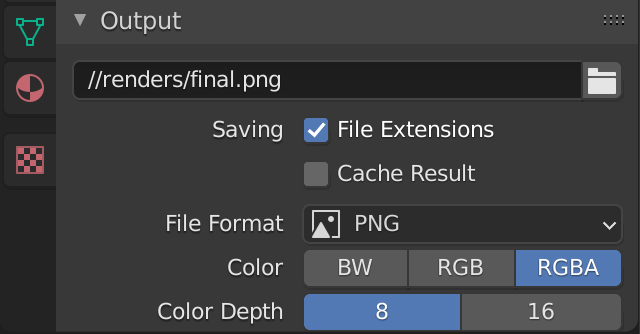 Output
//renders/final.png
Saving File Extensions
Cache Result
File Format PNG
Color BW RGB RGBA
Color Depth 8 16